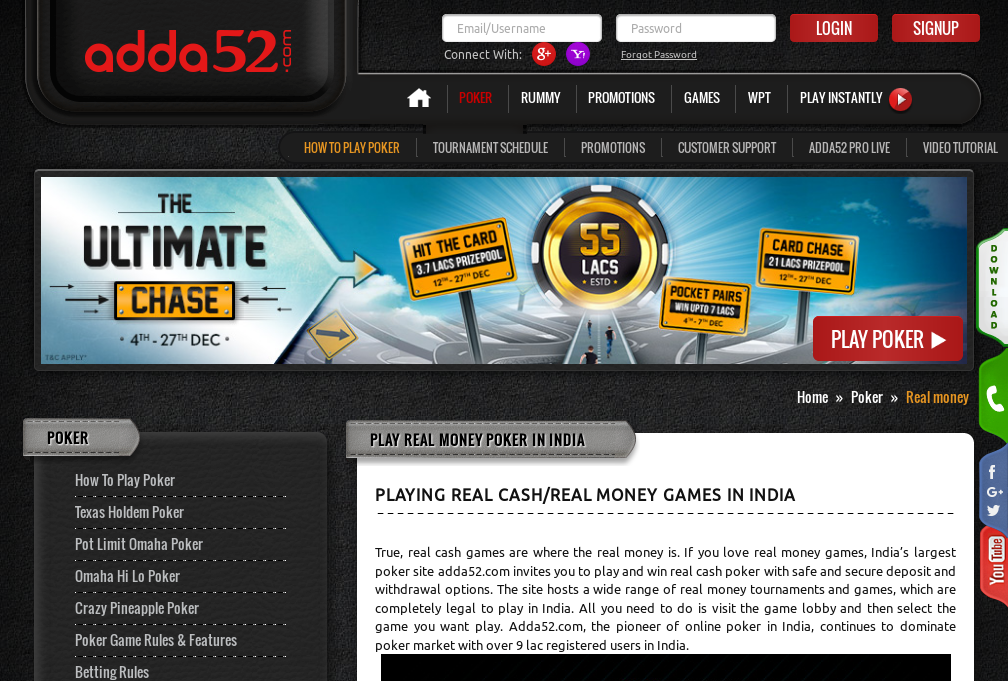 adda52.com
Email/Username
Password
LOGIN
SIGNUP
Connect With:
Forgot Password
POKER
RUMMY
PROMOTIONS
GAMES
WPT
PLAY INSTANTLY
HOW TO PLAY POKER
TOURNAMENT SCHEDULE
PROMOTIONS
CUSTOMER SUPPORT
ADDA52 PRO LIVE
VIDEO TUTORIAL
THE
ULTIMATE
CHASE
• 4TH - 27TH DEC •
T&C APPLY*
HIT THE CARD
3.7 LACS PRIZEPOOL
12TH - 27TH DEC
55
LACS
ESTD
POCKET PAIRS
WIN UPTO 7 LACS
4TH - 7TH DEC
CARD CHASE
21 LACS PRIZEPOOL
12TH - 27TH DEC
PLAY POKER
DOWNLOAD
You Tube
Home » Poker » Real money
POKER
How To Play Poker
Texas Holdem Poker
Pot Limit Omaha Poker
Omaha Hi Lo Poker
Crazy Pineapple Poker
Poker Game Rules & Features
Betting Rules
PLAY REAL MONEY POKER IN INDIA
PLAYING REAL CASH/REAL MONEY GAMES IN INDIA
True, real cash games are where the real money is. If you love real money games, India’s largest
poker site adda52.com invites you to play and win real cash poker with safe and secure deposit and
withdrawal options. The site hosts a wide range of real money tournaments and games, which are
completely legal to play in India. All you need to do is visit the game lobby and then select the
game you want play. Adda52.com, the pioneer of online poker in India, continues to dominate
poker market with over 9 lac registered users in India.